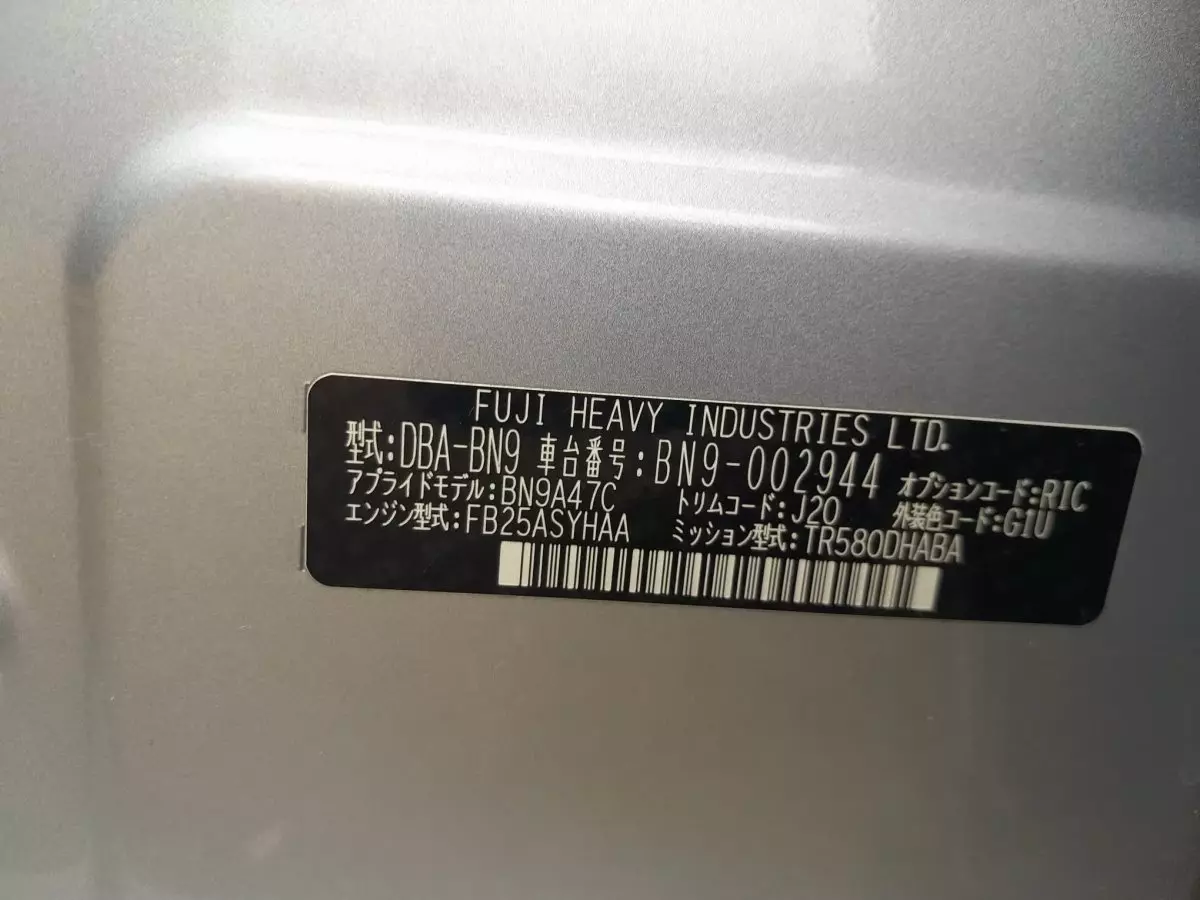 FUJI HEAVY INDUSTRIES LTD.
型式:DBA-BN9 車台番号:BN9-002944
アプライドモデル:BN9A47C トリムコード:J20 オプションコード:RIC
エンジン型式:FB25ASYHAA ミッション型式:TR580DHABA 外装色コード:G1U